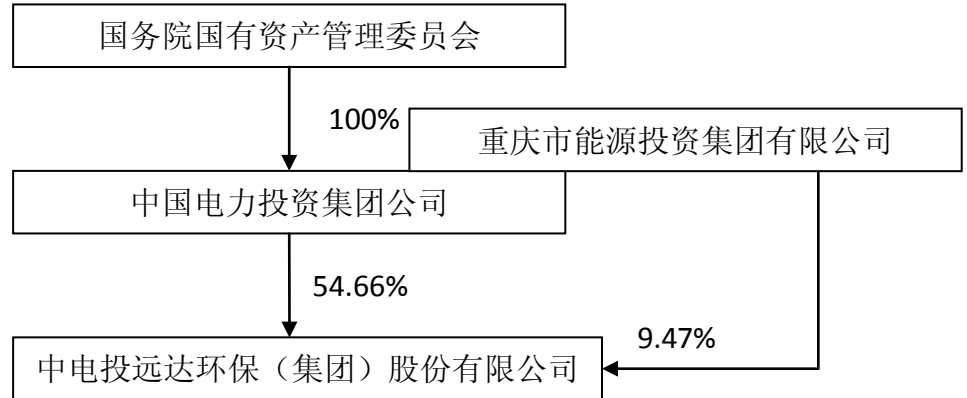 国务院国有资产管理委员会
100%
重庆市能源投资集团有限公司
中国电力投资集团公司
54.66%
9.47%
中电投远达环保（集团）股份有限公司